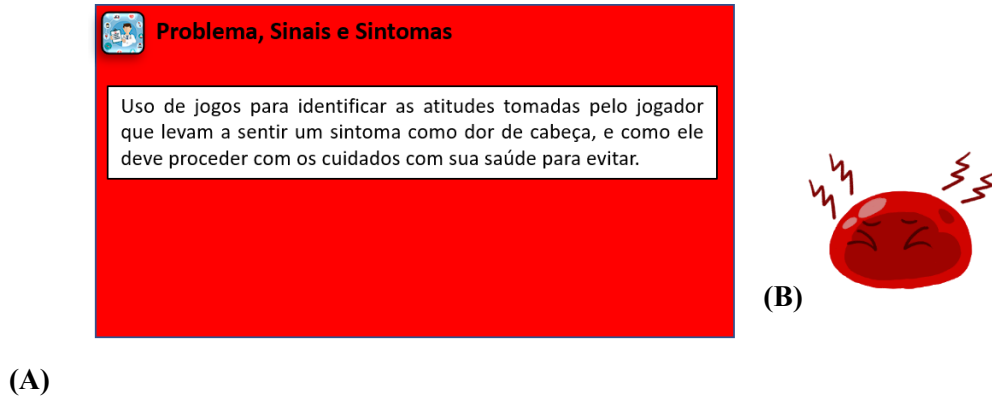 Problema, Sinais e Sintomas
Uso de jogos para identificar as atitudes tomadas pelo jogador
que levam a sentir um sintoma como dor de cabeça, e como ele
deve proceder com os cuidados com sua saúde para evitar.
(B)
(A)